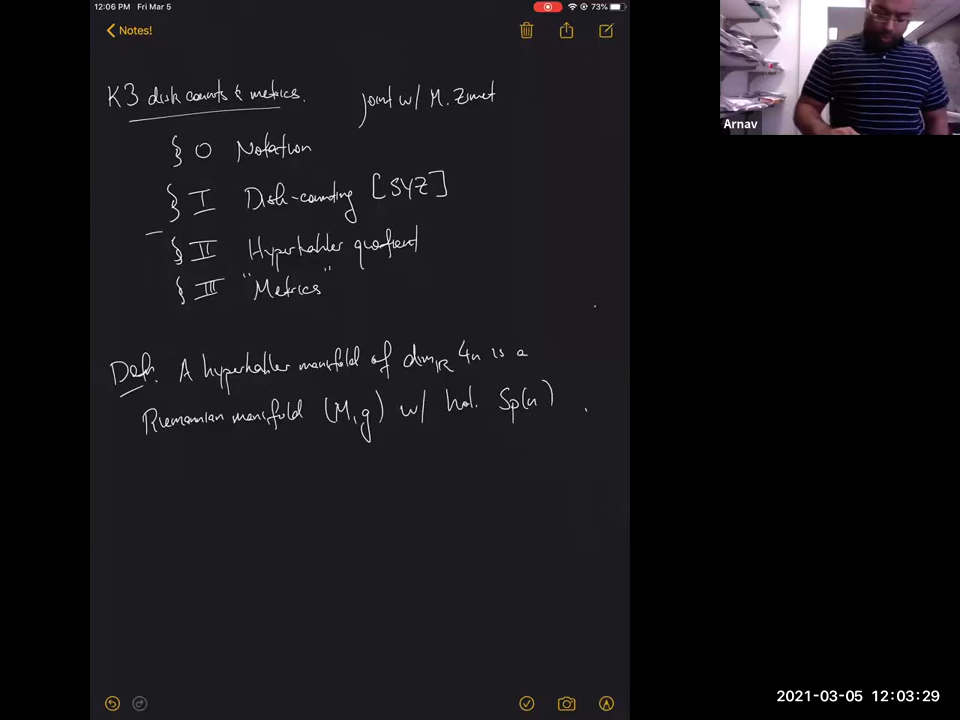 12:06 PM Fri Mar 5
73%
Notes!
K3 disk counts & metrics. joint w/ M. Zimet
§ 0 Notation
§ I Disk-counting [SYZ]
§ II Hyperkahler quotient
§ III "Metrics"
Defn. A hyperkahler manifold of dim_ℝ 4n is a
Riemannian manifold (M, g) w/ hol. Sp(n)
Arnav
2021-03-05 12:03:29